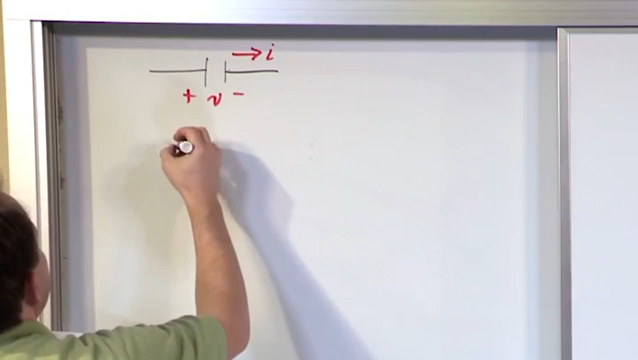 → i
+ v -